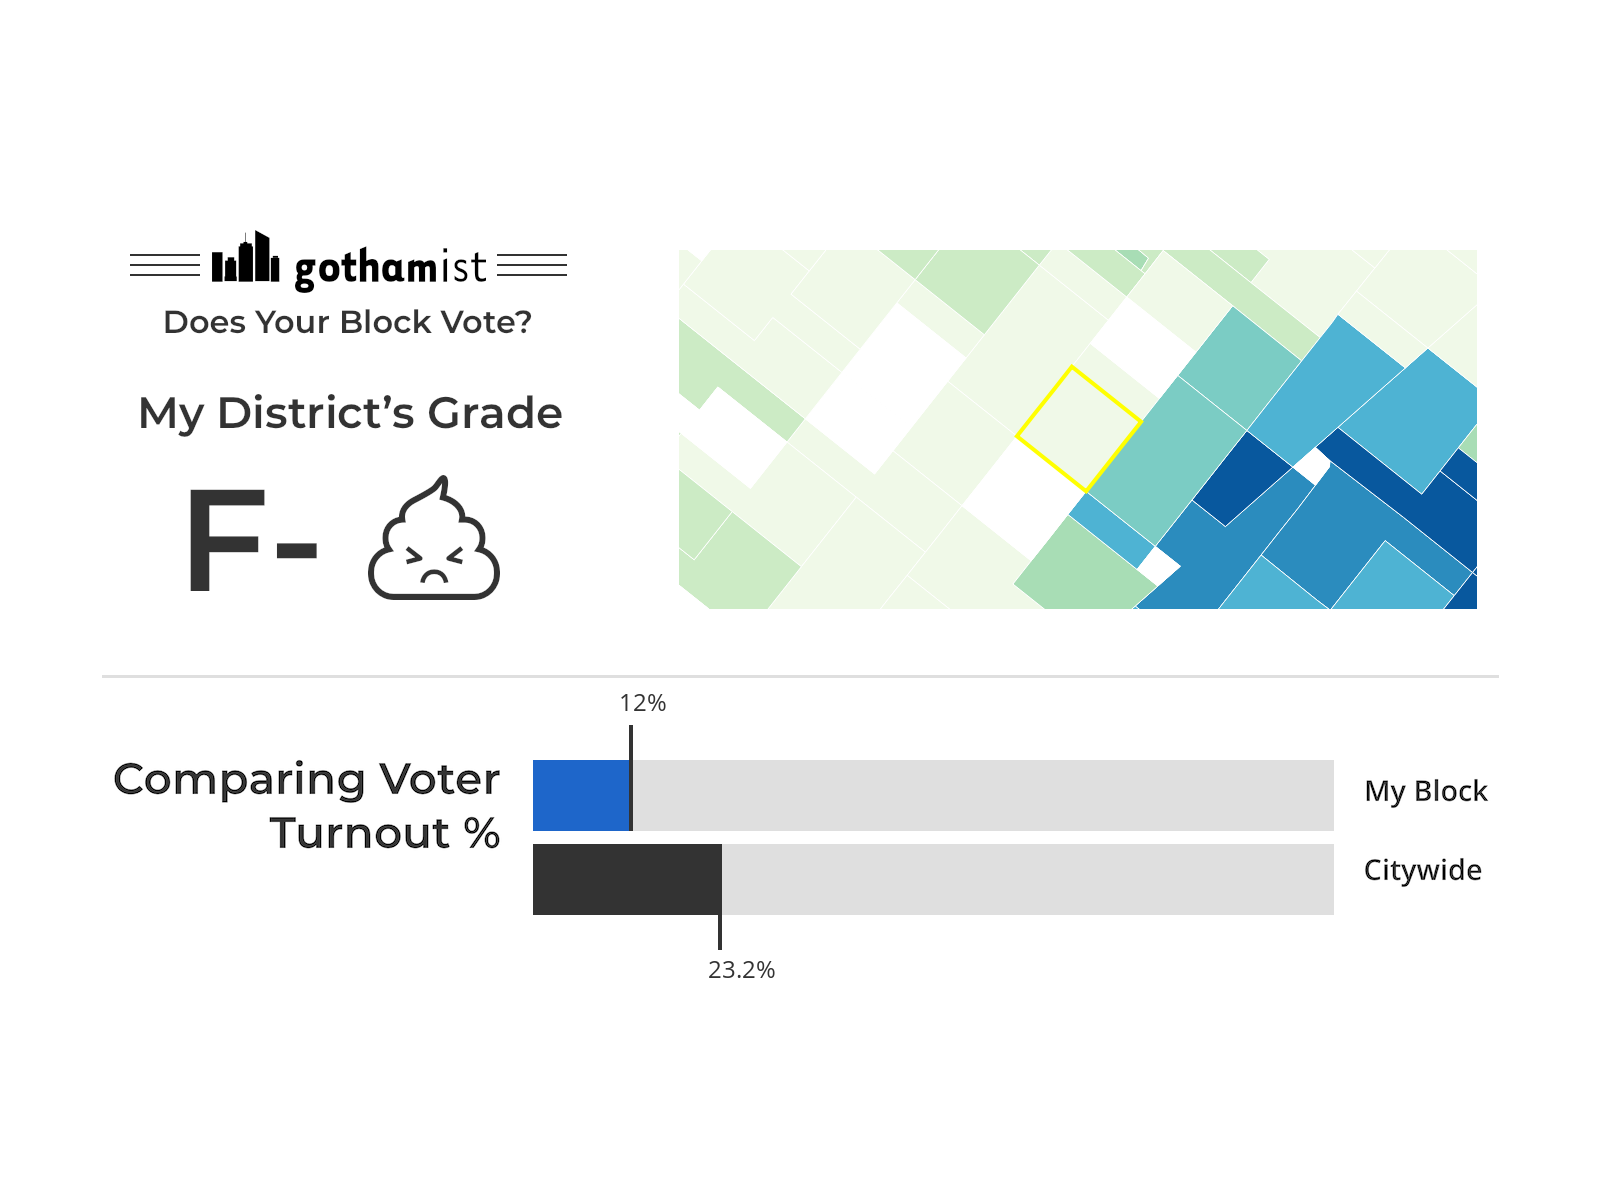 gothamist
Does Your Block Vote?
My District’s Grade
F-
12%
Comparing Voter
Turnout %
My Block
Citywide
23.2%